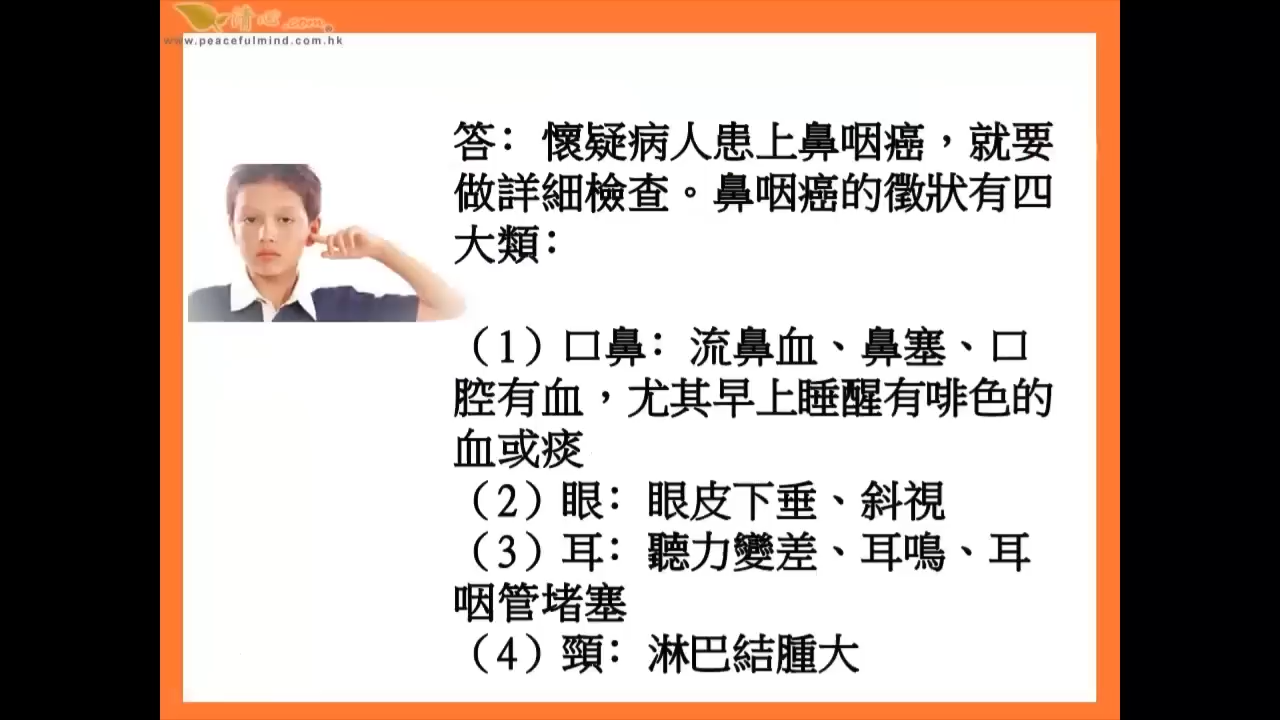 清心.com
www.peacefulmind.com.hk
答：懷疑病人患上鼻咽癌，就要
做詳細檢查。鼻咽癌的徵狀有四
大類：
（1）口鼻：流鼻血、鼻塞、口
腔有血，尤其早上睡醒有啡色的
血或痰
（2）眼：眼皮下垂、斜視
（3）耳：聽力變差、耳鳴、耳
咽管堵塞
（4）頸：淋巴結腫大